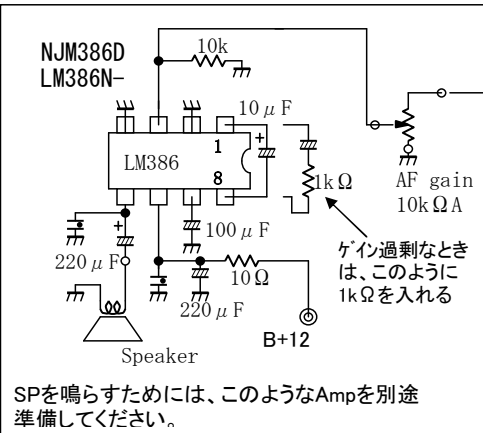 NJM386D
LM386N-
10k
10μF
1
LM386
8
1kΩ
AF gain
10kΩA
100μF
220μF
10Ω
220μF
B+12
Speaker
ｹﾞｲﾝ過剰なとき
は、このように
1kΩを入れる
SPを鳴らすためには、このようなAmpを別途
準備してください。